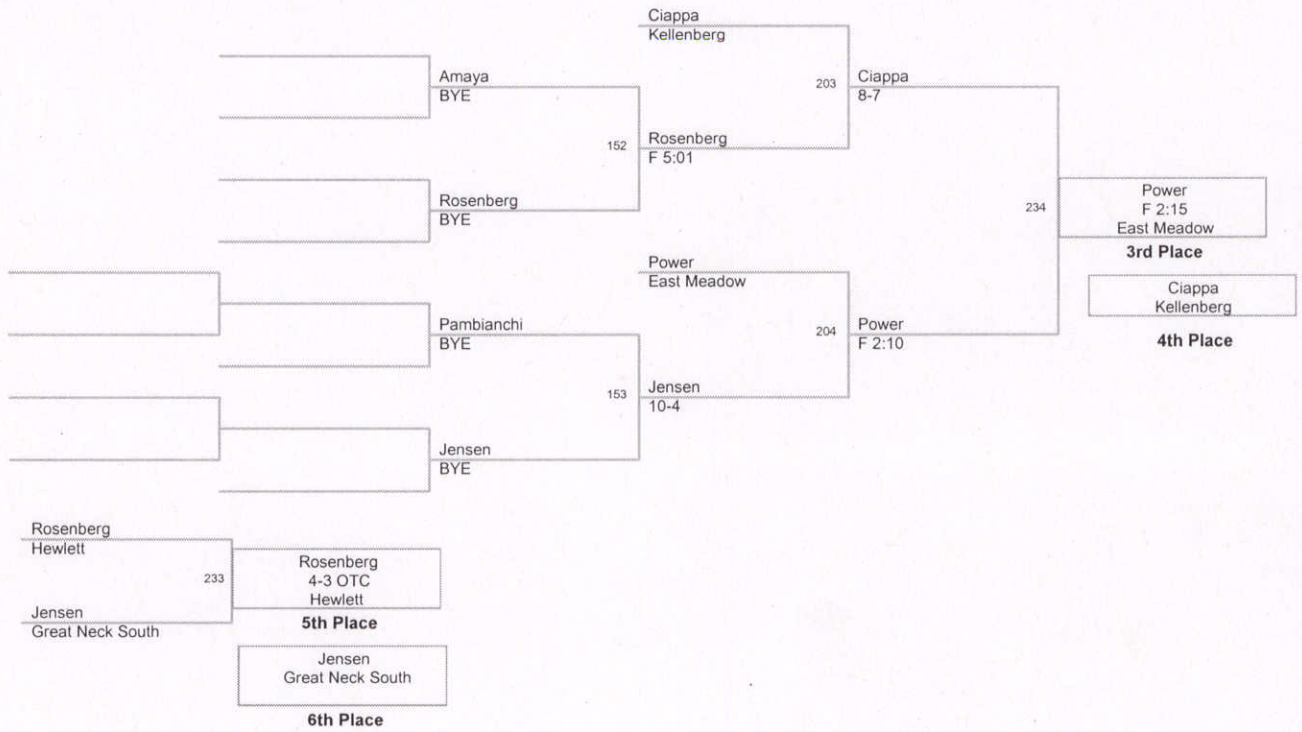 Ciappa
Kellenberg
Amaya
BYE
203
Ciappa
8-7
152
Rosenberg
F 5:01
Rosenberg
BYE
234
Power
F 2:15
East Meadow
3rd Place
Power
East Meadow
Ciappa
Kellenberg
4th Place
Pambianchi
BYE
204
Power
F 2:10
153
Jensen
10-4
Jensen
BYE
Rosenberg
Hewlett
233
Rosenberg
4-3 OTC
Hewlett
5th Place
Jensen
Great Neck South
Jensen
Great Neck South
6th Place